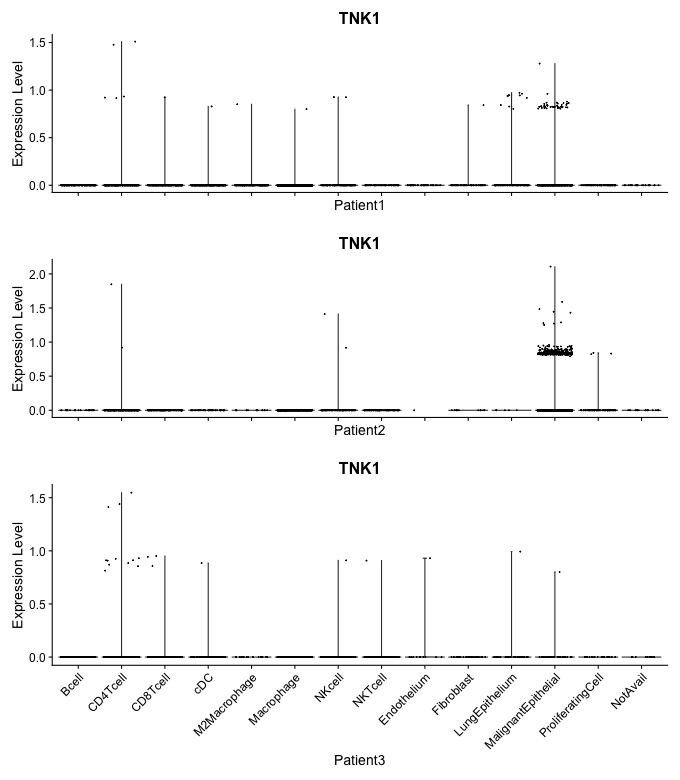 TNK1
Expression Level
1.5
1.0
0.5
0.0
Patient1
TNK1
Expression Level
2.0
1.5
1.0
0.5
0.0
Patient2
TNK1
Expression Level
1.5
1.0
0.5
0.0
Bcell
CD4Tcell
CD8Tcell
cDC
M2Macrophage
Macrophage
NKcell
NKTcell
Endothelium
Fibroblast
LungEpithelium
MalignantEpithelial
ProliferatingCell
NotAvail
Patient3